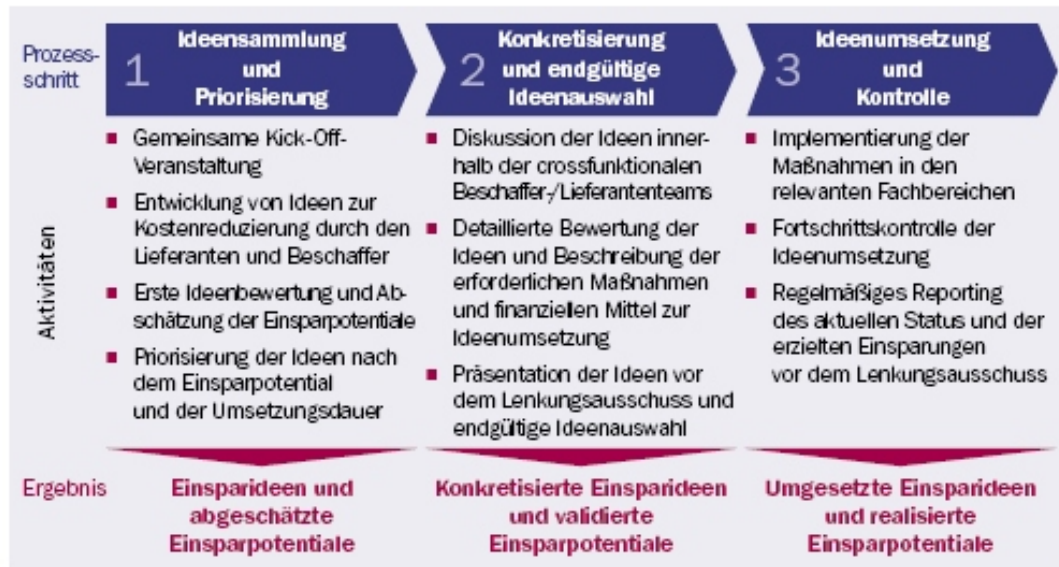 Prozess-
schritt
1
Ideensammlung
und
Priorisierung
2
Konkretisierung
und endgültige
Ideenauswahl
3
Ideenumsetzung
und
Kontrolle
Aktivitäten
Gemeinsame Kick-Off-
Veranstaltung
Entwicklung von Ideen zur
Kostenreduzierung durch den
Lieferanten und Beschaffer
Erste Ideenbewertung und Ab-
schätzung der Einsparpotentiale
Priorisierung der Ideen nach
dem Einsparpotential
und der Umsetzungsdauer
Diskussion der Ideen inner-
halb der crossfunktionalen
Beschaffer-/Lieferantenteams
Detaillierte Bewertung der
Ideen und Beschreibung der
erforderlichen Maßnahmen
und finanziellen Mittel zur
Ideenumsetzung
Präsentation der Ideen vor
dem Lenkungsausschuss und
endgültige Ideenauswahl
Implementierung der
Maßnahmen in den
relevanten Fachbereichen
Fortschrittskontrolle der
Ideenumsetzung
Regelmäßiges Reporting
des aktuellen Status und der
erzielten Einsparungen
vor dem Lenkungsausschuss
Ergebnis
Einsparideen und
abgeschätzte
Einsparpotentiale
Konkretisierte Einsparideen
und validierte
Einsparpotentiale
Umgesetzte Einsparideen
und realisierte
Einsparpotentiale